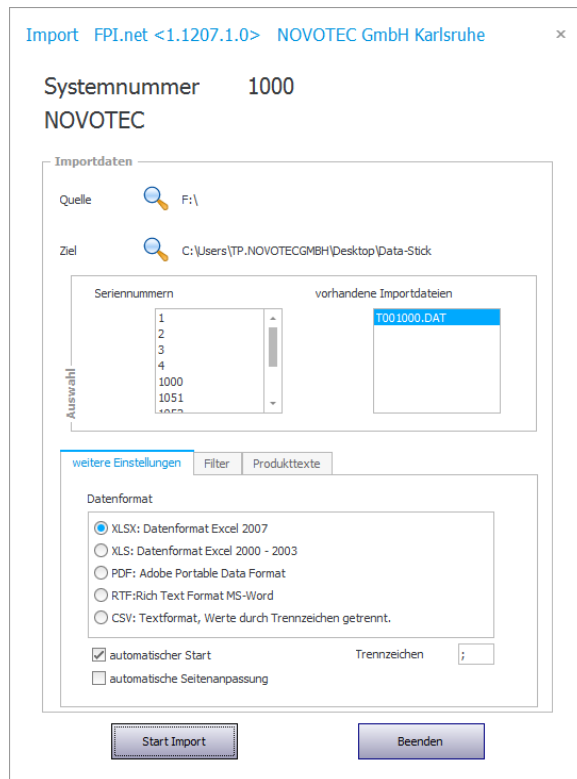 Import FPI.net <1.1207.1.0> NOVOTEC GmbH Karlsruhe
Systemnummer 1000
NOVOTEC
Importdaten
Quelle F:\
Ziel C:\Users\TP.NOVOTECGMBH\Desktop\Data-Stick
Auswahl
Seriennummern vorhandene Importdateien
1 T001000.DAT
2
3
4
1000
1051
weitere Einstellungen Filter Produkttexte
Datenformat
XLSX: Datenformat Excel 2007
XLS: Datenformat Excel 2000 - 2003
PDF: Adobe Portable Data Format
RTF:Rich Text Format MS-Word
CSV: Textformat, Werte durch Trennzeichen getrennt.
automatischer Start Trennzeichen ;
automatische Seitenanpassung
Start Import Beenden